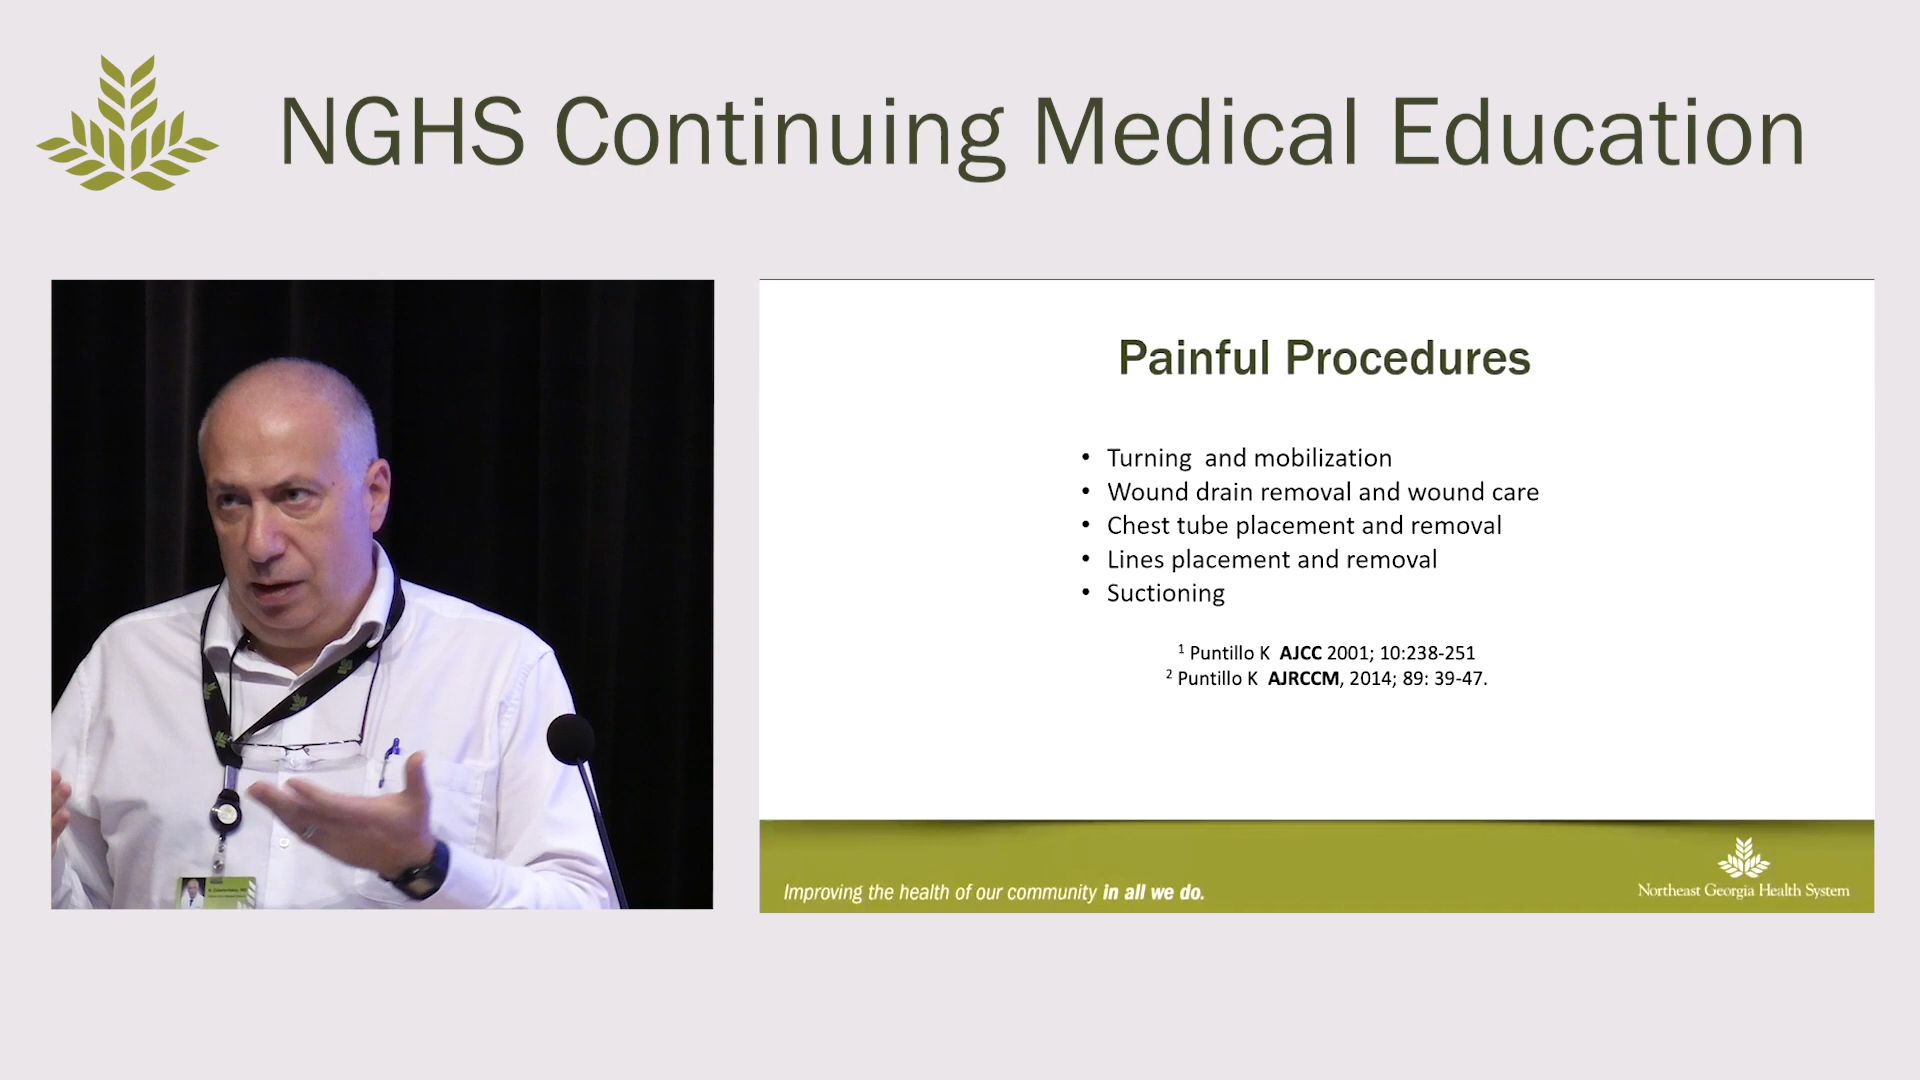 NGHS Continuing Medical Education
Painful Procedures
• Turning and mobilization
• Wound drain removal and wound care
• Chest tube placement and removal
• Lines placement and removal
• Suctioning
1 Puntillo K AJCC 2001; 10:238-251
2 Puntillo K AJRCCM, 2014; 89: 39-47.
Improving the health of our community in all we do.
Northeast Georgia Health System